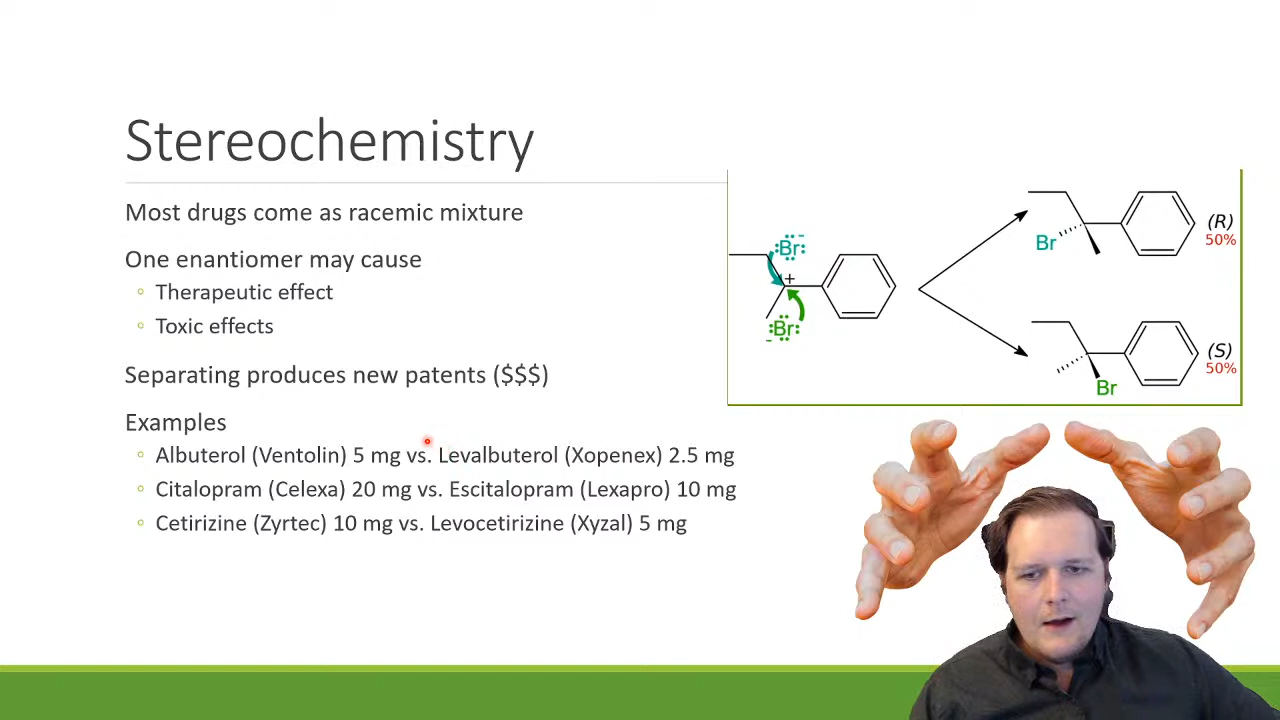 Stereochemistry
Most drugs come as racemic mixture
One enantiomer may cause
◦ Therapeutic effect
◦ Toxic effects
Separating produces new patents ($$$)
Examples
◦ Albuterol (Ventolin) 5 mg vs. Levalbuterol (Xopenex) 2.5 mg
◦ Citalopram (Celexa) 20 mg vs. Escitalopram (Lexapro) 10 mg
◦ Cetirizine (Zyrtec) 10 mg vs. Levocetirizine (Xyzal) 5 mg
:Br: -
+
:Br: -
Br
(R)
50%
Br
(S)
50%